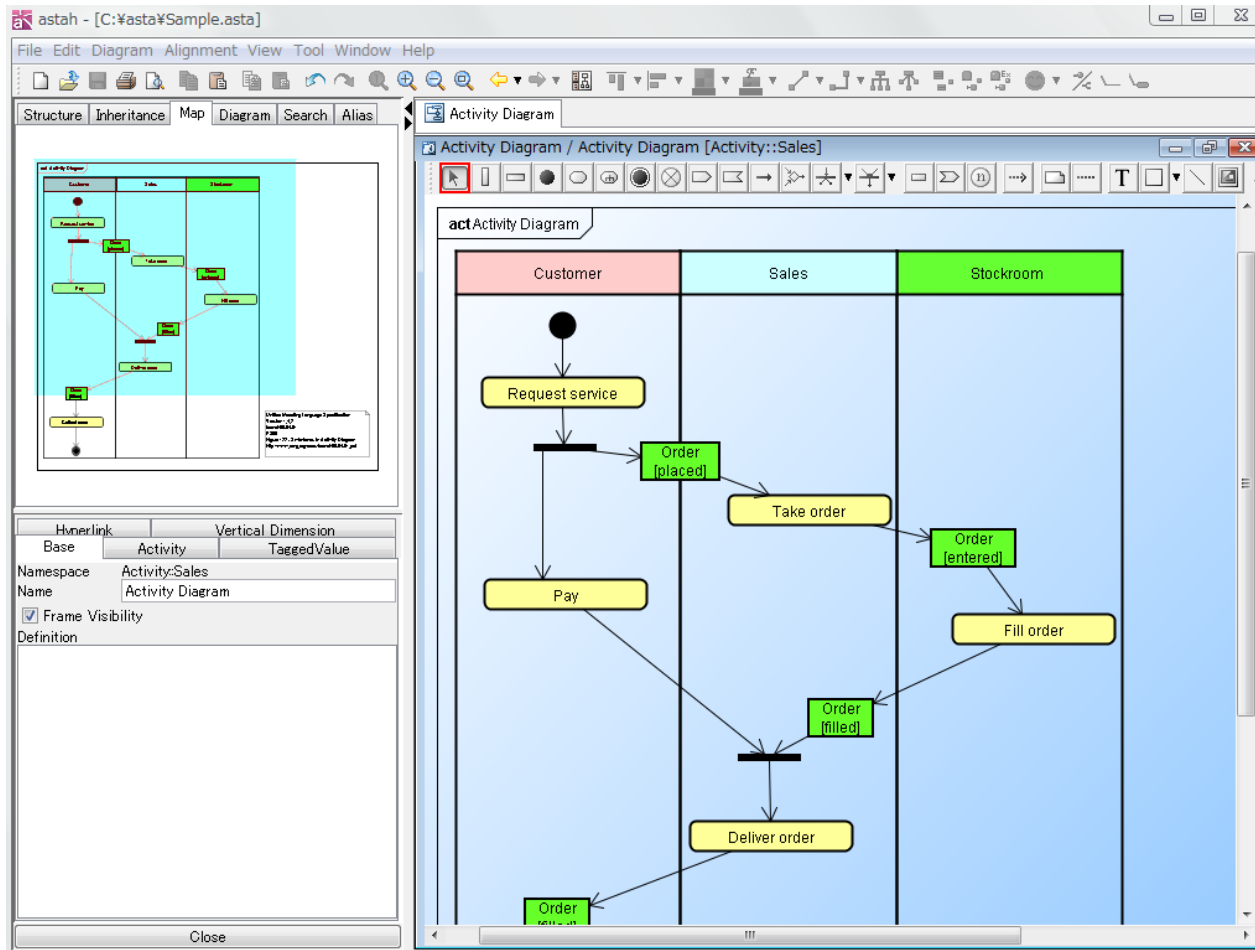 astah - [C:¥asta¥Sample.asta]
File Edit Diagram Alignment View Tool Window Help
Structure Inheritance Map Diagram Search Alias
Activity Diagram
Activity Diagram / Activity Diagram [Activity::Sales]
T
act Activity Diagram
Customer Sales Stockroom
Request service
Order
[placed]
Take order
Order
[entered]
Pay
Fill order
Order
[filled]
Deliver order
Order
[filled]
Hyperlink Vertical Dimension
Base Activity TaggedValue
Namespace Activity::Sales
Name Activity Diagram
Frame Visibility
Definition
Close